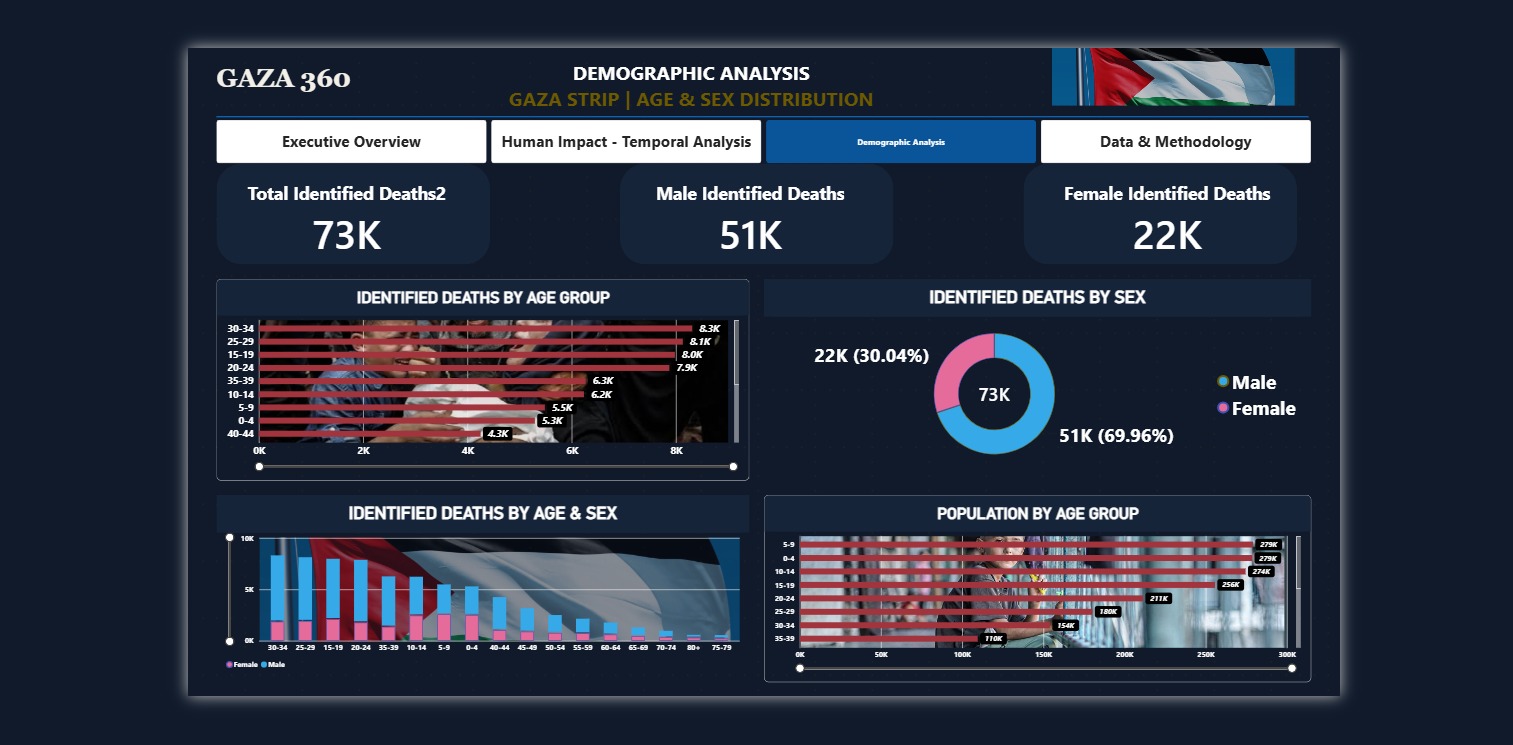 GAZA 360
DEMOGRAPHIC ANALYSIS
GAZA STRIP | AGE & SEX DISTRIBUTION
Executive Overview
Human Impact - Temporal Analysis
Demographic Analysis
Data & Methodology
Total Identified Deaths2
73K
Male Identified Deaths
51K
Female Identified Deaths
22K
IDENTIFIED DEATHS BY AGE GROUP
30-34 8.3K
25-29 8.1K
15-19 8.0K
20-24 7.9K
35-39 6.3K
10-14 6.2K
5-9 5.5K
0-4 5.3K
40-44 4.3K
0K 2K 4K 6K 8K
IDENTIFIED DEATHS BY SEX
22K (30.04%)
73K
51K (69.96%)
Male
Female
IDENTIFIED DEATHS BY AGE & SEX
10K
5K
0K
30-34 25-29 15-19 20-24 35-39 10-14 5-9 0-4 40-44 45-49 50-54 55-59 60-64 65-69 70-74 80+ 75-79
Female Male
POPULATION BY AGE GROUP
5-9 279K
0-4 279K
10-14 274K
15-19 256K
20-24 211K
25-29 180K
30-34 154K
35-39 110K
0K 50K 100K 150K 200K 250K 300K